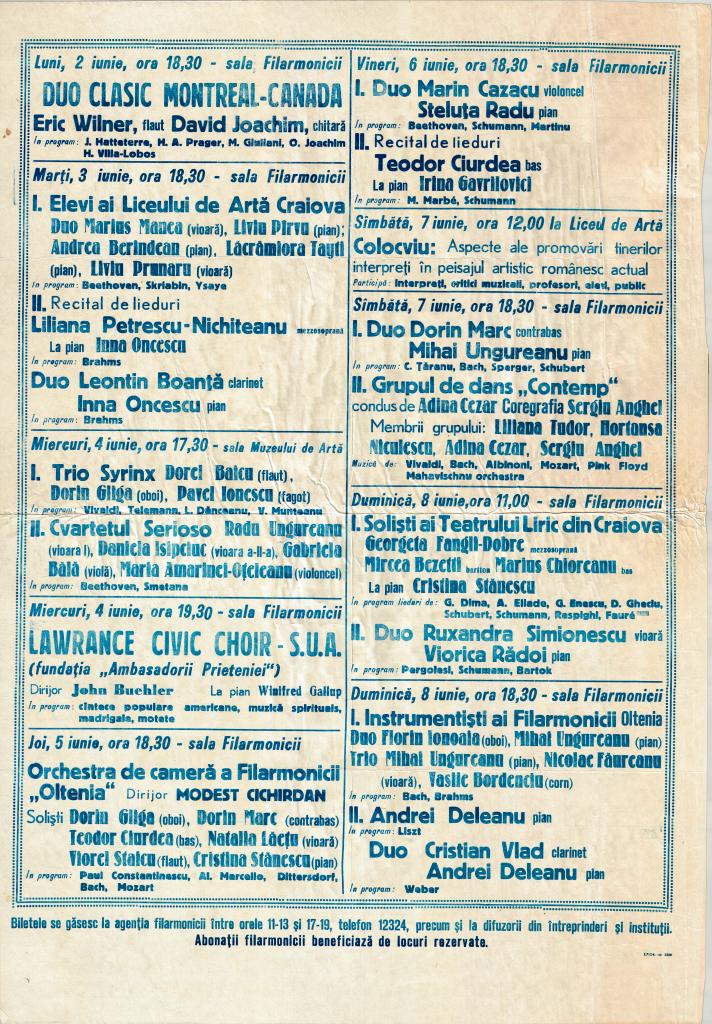 Luni, 2 iunie, ora 18,30 - sala Filarmonicii
DUO CLASIC MONTREAL-CANADA
Eric Wilner, flaut David Joachim, chitară
In program: J. Hatteterre, H. A. Prager, M. Giuliani, O. Joachim
H. Villa-Lobos
Marți, 3 iunie, ora 18,30 - sala Filarmonicii
I. Elevi ai Liceului de Artă Craiova
Duo Marius Manca (vioară), Liviu Pîrvu (pian);
Andrea Berindean (pian), Lăcrămiora Tăuți
(pian), Liviu Prunaru (vioară)
In program: Beethoven, Skriabin, Ysaye
II. Recital de lieduri
Liliana Petrescu-Nichiteanu mezzosoprană
La pian Inna Oncescu
In program: Brahms
Duo Leontin Boanță clarinet
Inna Oncescu pian
In program: Brahms
Miercuri, 4 iunie, ora 17,30 - sala Muzeului de Artă
I. Trio Syrinx Dorel Baicu (flaut),
Dorin Gliga (oboi), Pavel Ionescu (fagot)
In program: Vivaldi, Telemann, L. Dănceanu, V. Munteanu
II. Cvartetul Serioso Radu Ungureanu
(vioara I), Daniela Isipciuc (vioara a-II-a), Gabriela
Bălă (violă), Maria Amarinei-Oțeleanu (violoncel)
In program: Beethoven, Smetana
Miercuri, 4 iunie, ora 19,30 - sala Filarmonicii
LAWRANCE CIVIC CHOIR - S.U.A.
(fundația „Ambasadorii Prieteniei")
Dirijor John Buehler La pian Winifred Gallup
In program: cîntece populare americane, muzică spirituals,
madrigale, motete
Joi, 5 iunie, ora 18,30 - sala Filarmonicii
Orchestra de cameră a Filarmonicii
„Oltenia" Dirijor MODEST CICHIRDAN
Soliști Dorin Gliga (oboi), Dorin Marc (contrabas)
Teodor Ciurdea (bas), Natalia Lăcțu (vioară)
Viorel Staicu (flaut), Cristina Stănescu (pian)
In program: Paul Constantinescu, Al. Marcello, Dittersdorf,
Bach, Mozart
Vineri, 6 iunie, ora 18,30 - sala Filarmonicii
I. Duo Marin Cazacu violoncel
Steluța Radu pian
In program: Beethoven, Schumann, Martinu
II. Recital de lieduri
Teodor Ciurdea bas
La pian Irina Gavrilovici
In program: M. Marbé, Schumann
Sîmbătă, 7 iunie, ora 12,00 la Liceul de Artă
Colocviu: Aspecte ale promovări tinerilor
interpreți în peisajul artistic românesc actual
Participă: Interpreți, critici muzicali, profesori, elevi, public
Sîmbătă, 7 iunie, ora 18,30 - sala Filarmonicii
I. Duo Dorin Marc contrabas
Mihai Ungureanu pian
In program: C. Țăranu, Bach, Sperger, Schubert
II. Grupul de dans „Contemp"
condus de Adina Cezar Coregrafia Sergiu Anghel
Membrii grupului: Liliana Tudor, Hortansa
Niculescu, Adina Cezar, Sergiu Anghel
Muzica de: Vivaldi, Bach, Albinoni, Mozart, Pink Floyd
Mahavischnu orchestra
Duminică, 8 iunie, ora 11,00 - sala Filarmonicii
I. Soliști ai Teatrului Liric din Craiova
Georgeta Fangli-Dobre mezzosoprană
Mircea Bezetti bariton Marius Chiorceanu bas
La pian Cristina Stănescu
In program lieduri de: G. Dima, A. Eliade, G. Enescu, D. Ghediu,
Schubert, Schumann, Respighi, Fauré
II. Duo Ruxandra Simionescu vioară
Viorica Rădoi pian
In program: Pergolesi, Schumann, Bartok
Duminică, 8 iunie, ora 18,30 - sala Filarmonicii
I. Instrumentiști ai Filarmonicii Oltenia
Duo Florin Ionoaia (oboi), Mihai Ungureanu (pian)
Trio Mihai Ungureanu (pian), Nicolae Făurcanu
(vioară), Vasile Bordenciu (corn)
In program: Bach, Brahms
II. Andrei Deleanu pian
In program: Liszt
Duo Cristian Vlad clarinet
Andrei Deleanu pian
In program: Weber
Biletele se găsesc la agenția filarmonicii între orele 11-13 și 17-19, telefon 12324, precum și la difuzorii din întreprinderi și instituții.
Abonații filarmonicii beneficiază de locuri rezervate.